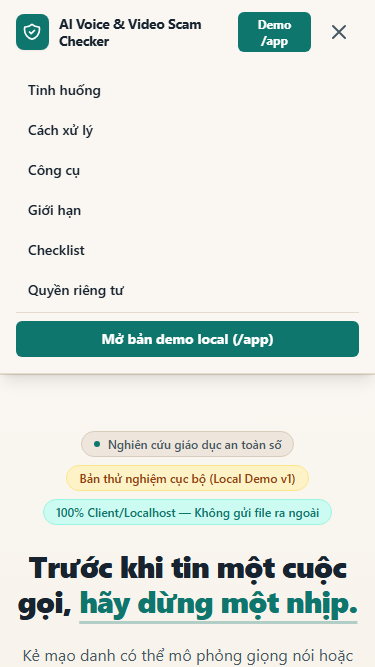 AI Voice & Video Scam
Checker
Demo
/app
Tình huống
Cách xử lý
Công cụ
Giới hạn
Checklist
Quyền riêng tư
Mở bản demo local (/app)
Nghiên cứu giáo dục an toàn số
Bản thử nghiệm cục bộ (Local Demo v1)
100% Client/Localhost — Không gửi file ra ngoài
Trước khi tin một cuộc
gọi, hãy dừng một nhịp.
Kẻ mạo danh có thể mô phỏng giọng nói hoặc